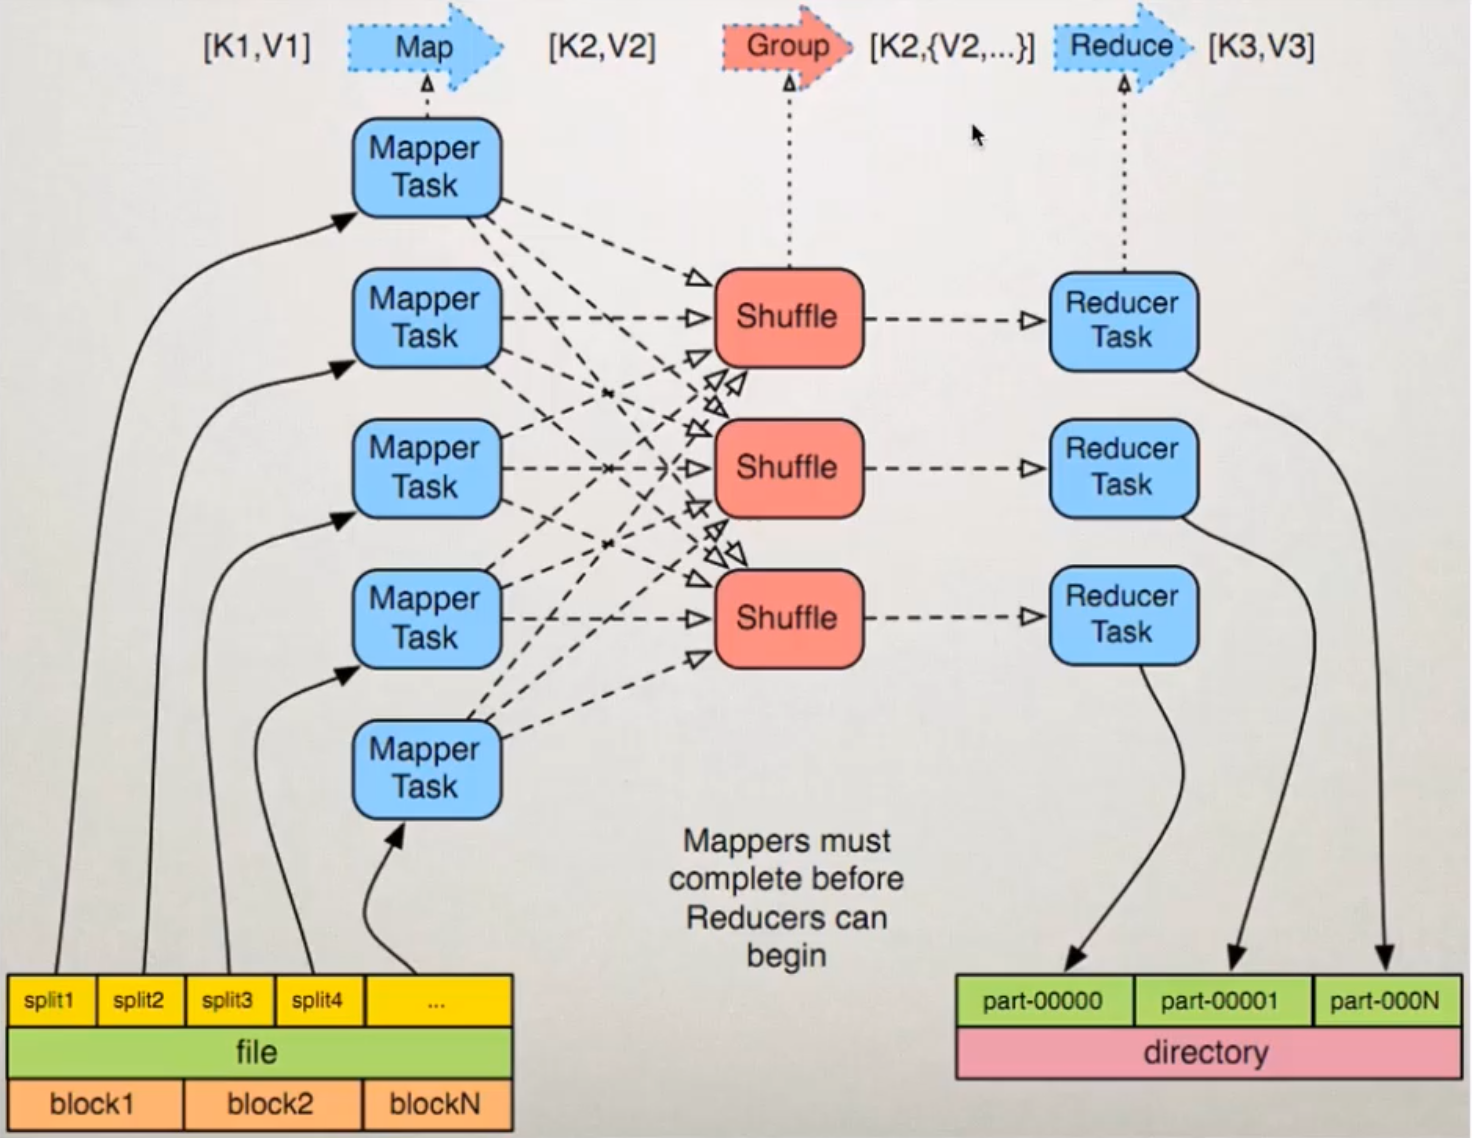 [K1,V1]
Map
[K2,V2]
Group
[K2,{V2,...}]
Reduce
[K3,V3]
Mapper
Task
Mapper
Task
Mapper
Task
Mapper
Task
Mapper
Task
Shuffle
Shuffle
Shuffle
Reducer
Task
Reducer
Task
Reducer
Task
Mappers must
complete before
Reducers can
begin
split1
split2
split3
split4
...
file
block1
block2
blockN
part-00000
part-00001
part-000N
directory